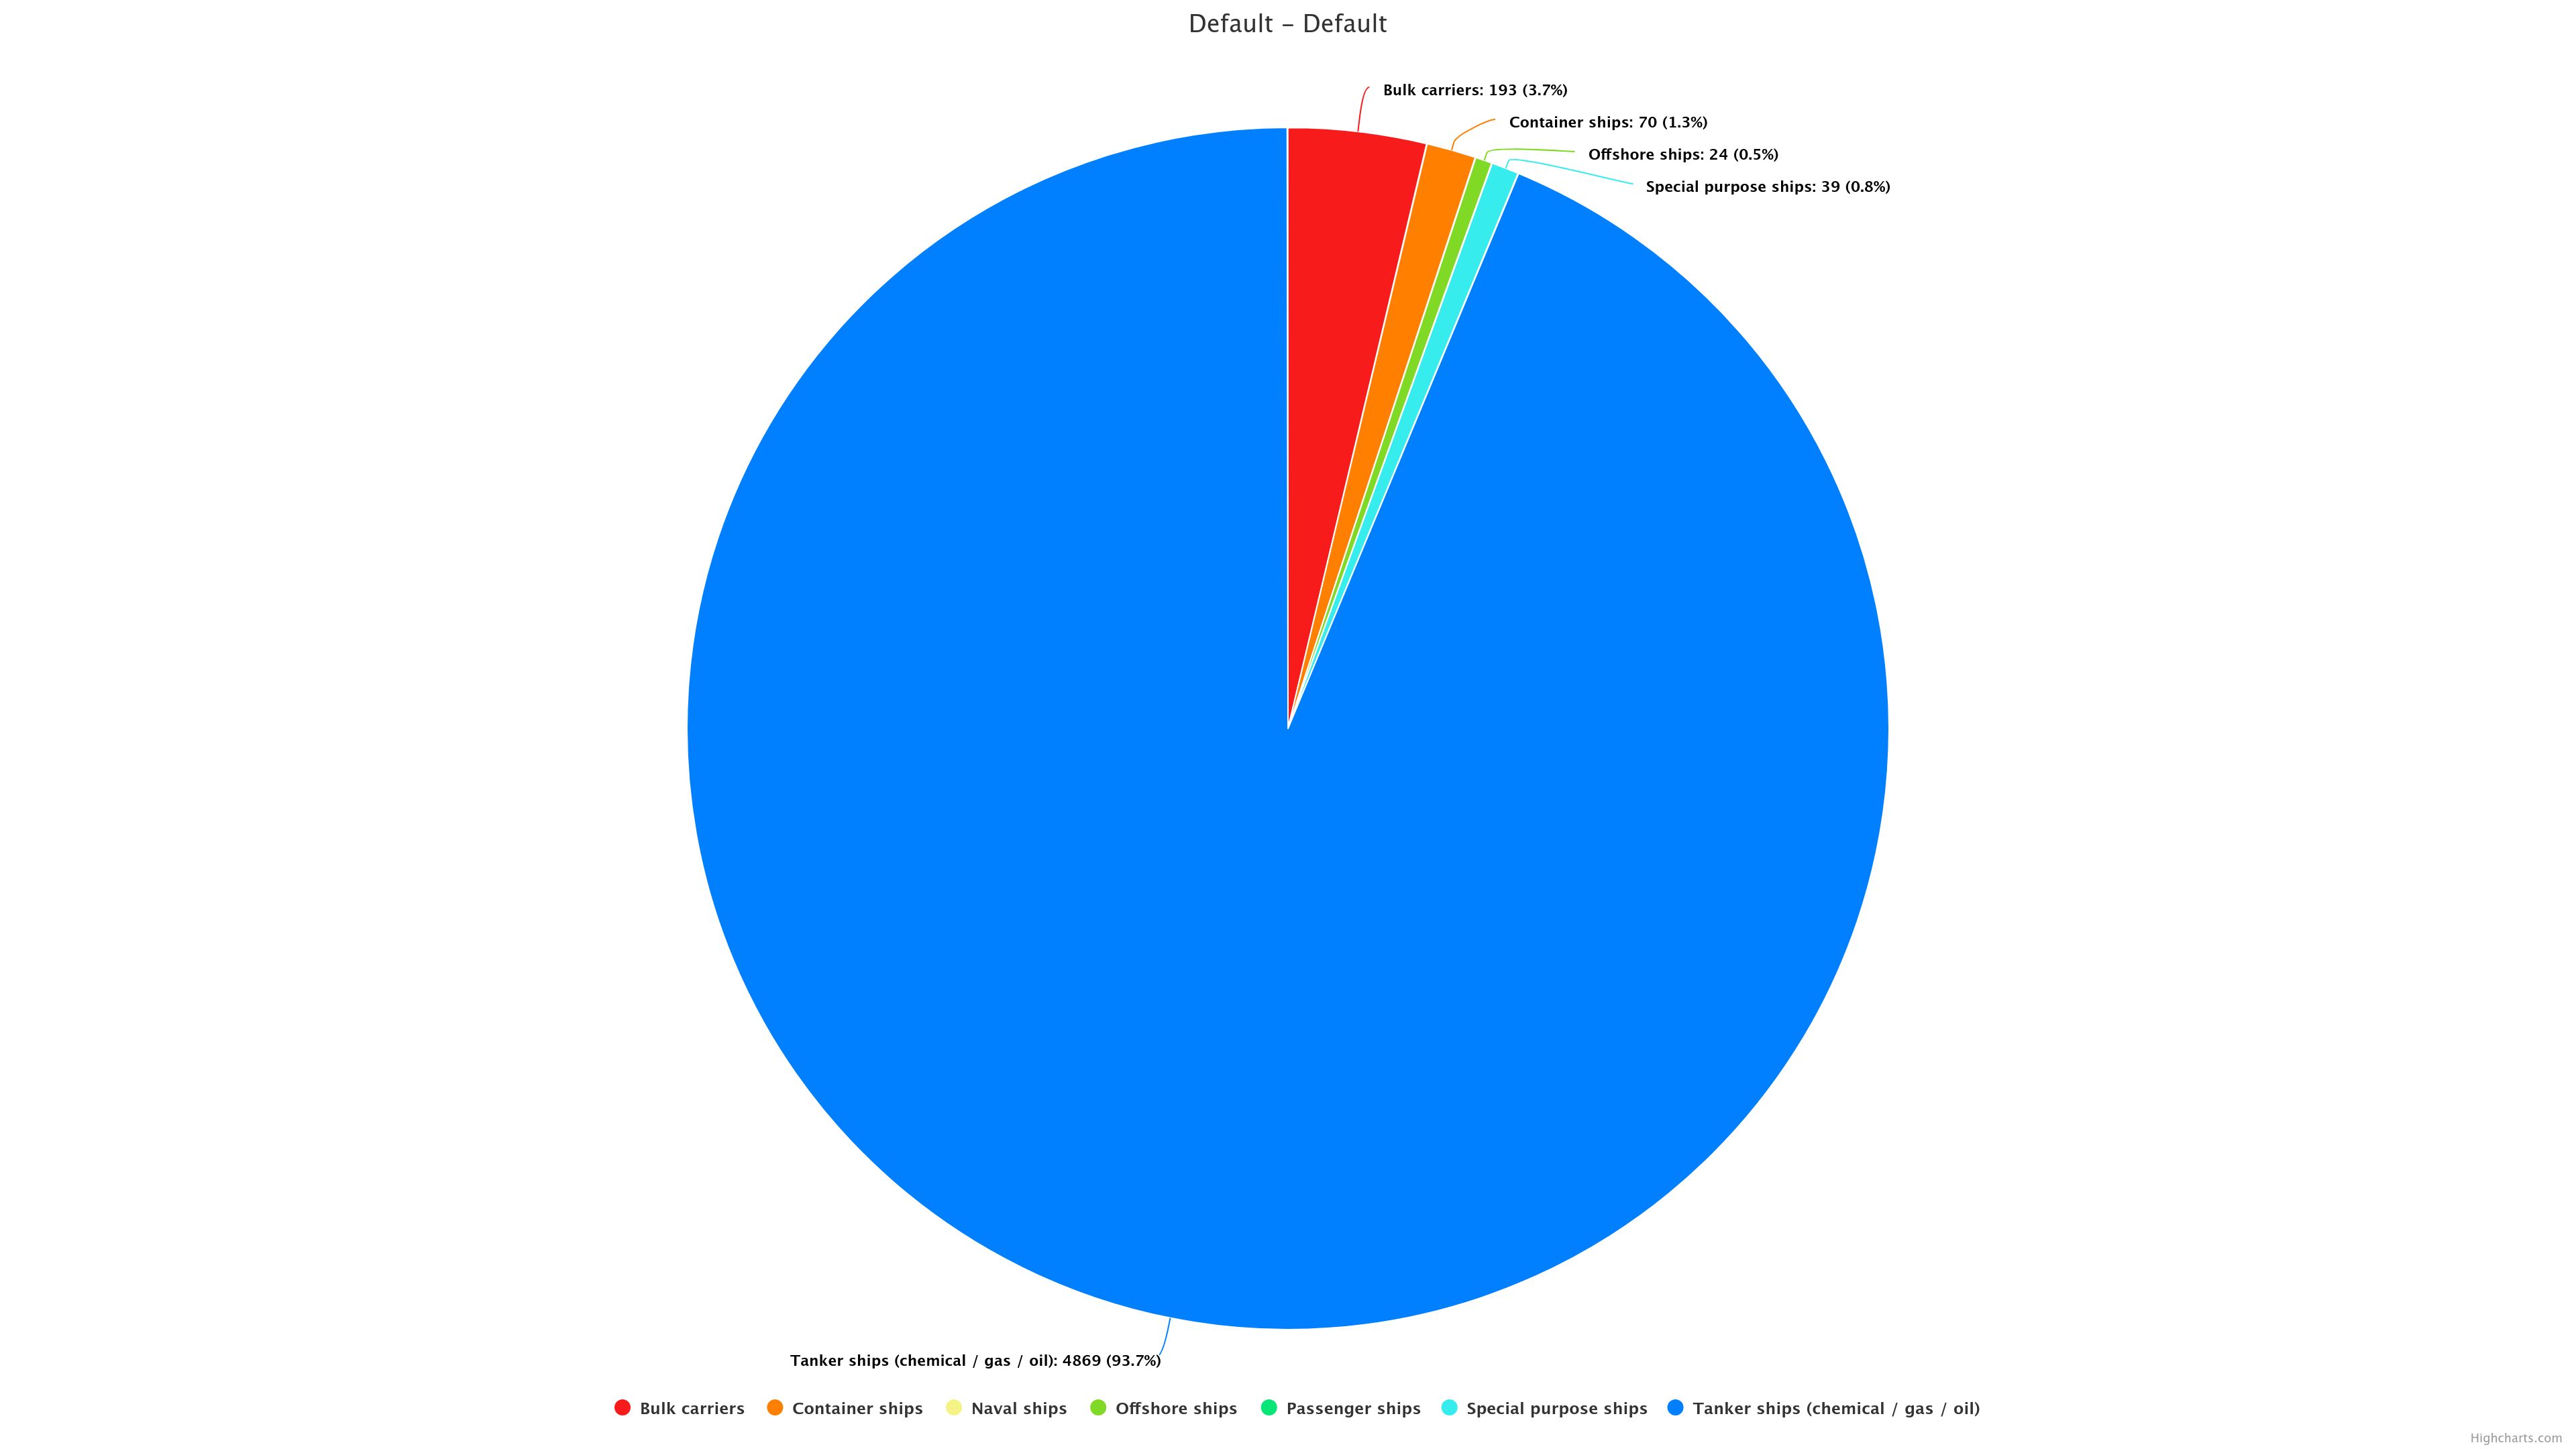 Default - Default
Bulk carriers: 193 (3.7%)
Container ships: 70 (1.3%)
Offshore ships: 24 (0.5%)
Special purpose ships: 39 (0.8%)
Tanker ships (chemical / gas / oil): 4869 (93.7%)
Bulk carriers Container ships Naval ships Offshore ships Passenger ships Special purpose ships Tanker ships (chemical / gas / oil)
Highcharts.com